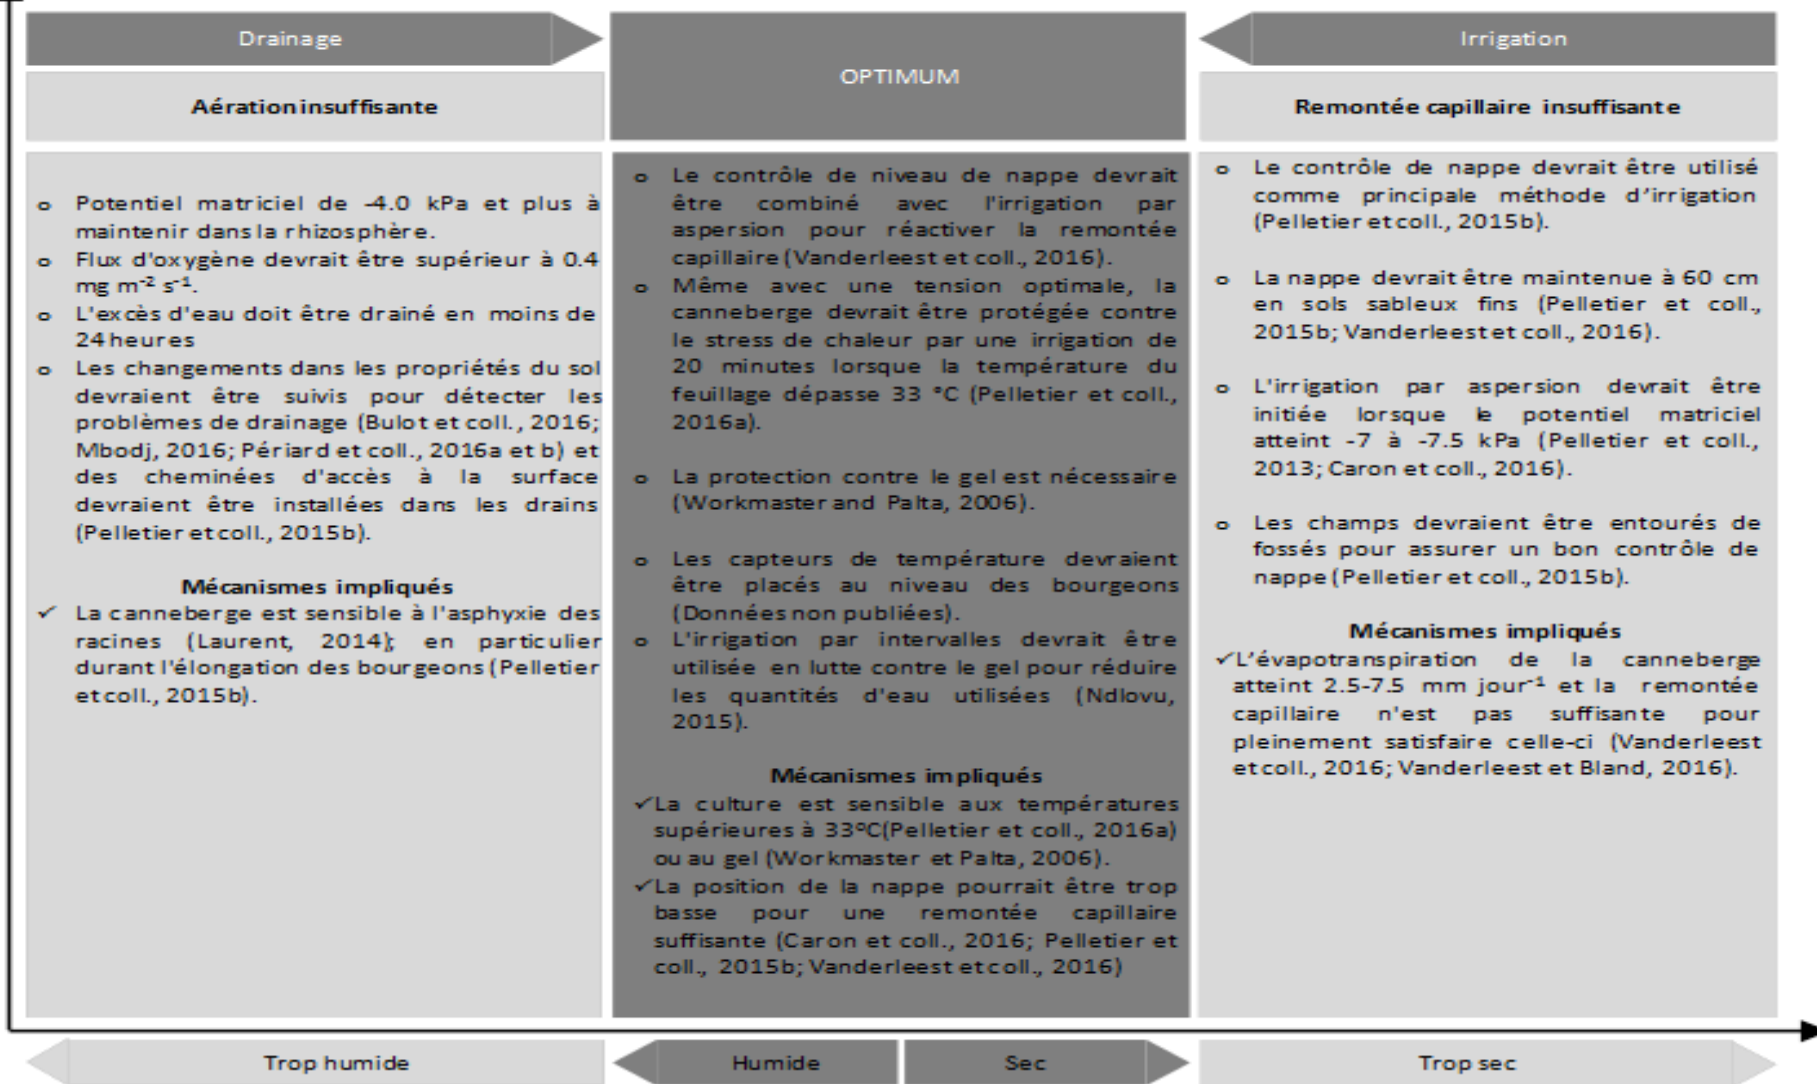 Drainage
Aération insuffisante
o Potentiel matriciel de -4.0 kPa et plus à
maintenir dans la rhizosphère.
o Flux d'oxygène devrait être supérieur à 0.4
mg m⁻² s⁻¹.
o L'excès d'eau doit être drainé en moins de
24 heures
o Les changements dans les propriétés du sol
devraient être suivis pour détecter les
problèmes de drainage (Bulot et coll., 2016;
Mbodj, 2016; Périard et coll., 2016a et b) et
des cheminées d'accès à la surface
devraient être installées dans les drains
(Pelletier et coll., 2015b).
Mécanismes impliqués
✓ La canneberge est sensible à l'asphyxie des
racines (Laurent, 2014); en particulier
durant l'élongation des bourgeons (Pelletier
et coll., 2015b).
OPTIMUM
o Le contrôle de niveau de nappe devrait
être combiné avec l'irrigation par
aspersion pour réactiver la remontée
capillaire (Vanderleest et coll., 2016).
o Même avec une tension optimale, la
canneberge devrait être protégée contre
le stress de chaleur par une irrigation de
20 minutes lorsque la température du
feuillage dépasse 33 °C (Pelletier et coll.,
2016a).
o La protection contre le gel est nécessaire
(Workmaster and Palta, 2006).
o Les capteurs de température devraient
être placés au niveau des bourgeons
(Données non publiées).
o L'irrigation par intervalles devrait être
utilisée en lutte contre le gel pour réduire
les quantités d'eau utilisées (Ndlovu,
2015).
Mécanismes impliqués
✓La culture est sensible aux températures
supérieures à 33°C(Pelletier et coll., 2016a)
ou au gel (Workmaster et Palta, 2006).
✓La position de la nappe pourrait être trop
basse pour une remontée capillaire
suffisante (Caron et coll., 2016; Pelletier et
coll., 2015b; Vanderleest et coll., 2016)
Irrigation
Remontée capillaire insuffisante
o Le contrôle de nappe devrait être utilisé
comme principale méthode d'irrigation
(Pelletier et coll., 2015b).
o La nappe devrait être maintenue à 60 cm
en sols sableux fins (Pelletier et coll.,
2015b; Vanderleest et coll., 2016).
o L'irrigation par aspersion devrait être
initiée lorsque le potentiel matriciel
atteint -7 à -7.5 kPa (Pelletier et coll.,
2013; Caron et coll., 2016).
o Les champs devraient être entourés de
fossés pour assurer un bon contrôle de
nappe (Pelletier et coll., 2015b).
Mécanismes impliqués
✓L'évapotranspiration de la canneberge
atteint 2.5-7.5 mm jour⁻¹ et la remontée
capillaire n'est pas suffisante pour
pleinement satisfaire celle-ci (Vanderleest
et coll., 2016; Vanderleest et Bland, 2016).
Trop humide
Humide
Sec
Trop sec